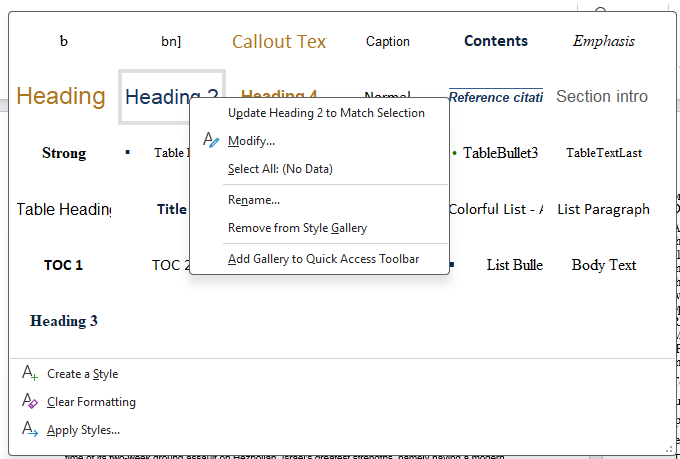 b bn] Callout Tex Caption Contents Emphasis
Heading Heading 2 Heading 4 Normal Reference citati Section intro
Update Heading 2 to Match Selection
Modify...
Strong Table TableBullet3 TableTextLast
Select All: (No Data)
Rename...
Table Heading Title Colorful List - A List Paragraph
Remove from Style Gallery
Add Gallery to Quick Access Toolbar
TOC 1 TOC 2 List Bulle Body Text
Heading 3
Create a Style
Clear Formatting
Apply Styles...
time of its two-week ground assault on Hezbollah, Israel's greatest strengths, namely having a modern